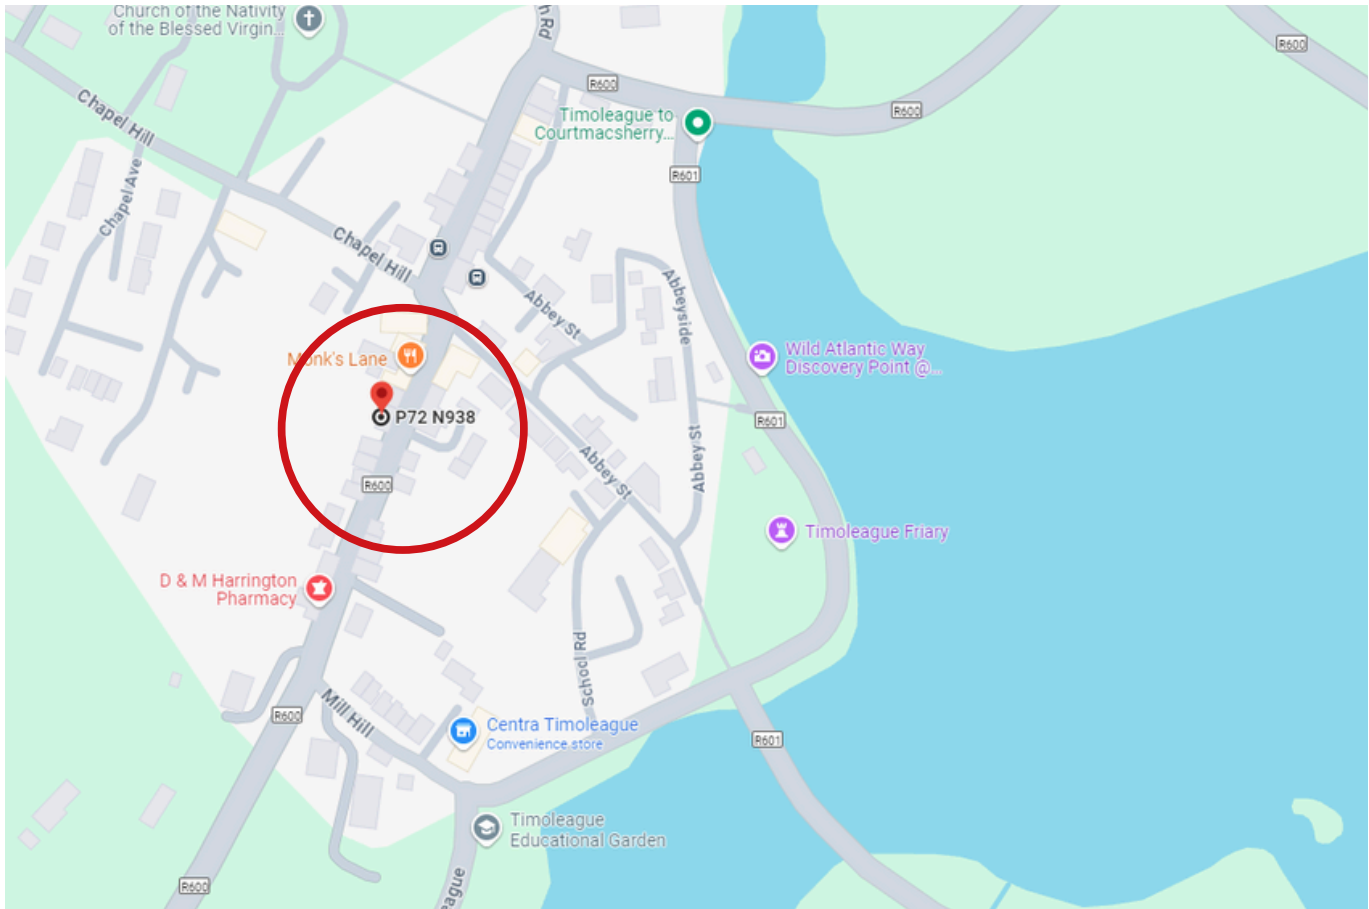 Church of the Nativity
of the Blessed Virgin...
h Rd
R600
R600
R600
Chapel Hill
Timoleague to
Courtmacsherry...
R601
Chapel Ave
Chapel Hill
Abbey St
Abbeyside
Monk's Lane
Wild Atlantic Way
Discovery Point @...
P72 N938
R601
Abbey St
Abbey St
R600
Timoleague Friary
D & M Harrington
Pharmacy
School Rd
Mill Hill
R600
Centra Timoleague
Convenience store
R601
Timoleague
Educational Garden
R600
ague